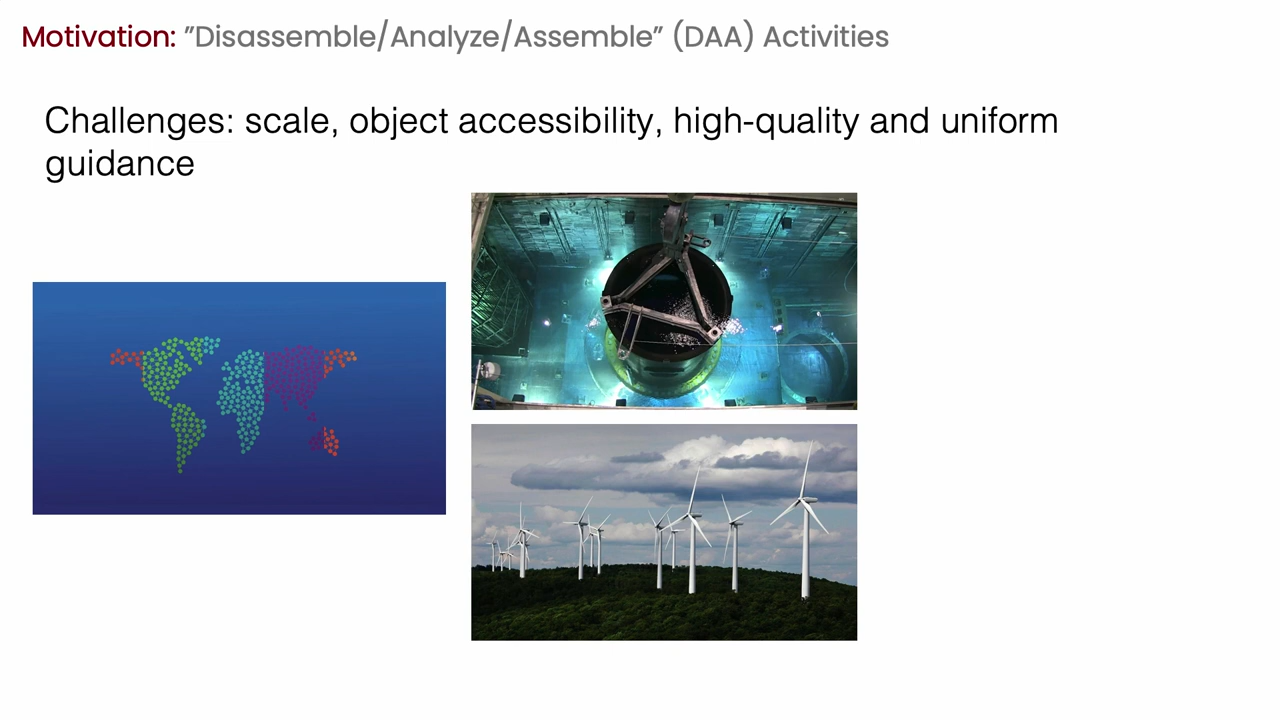 Motivation: ”Disassemble/Analyze/Assemble” (DAA) Activities
Challenges: scale, object accessibility, high-quality and uniform
guidance